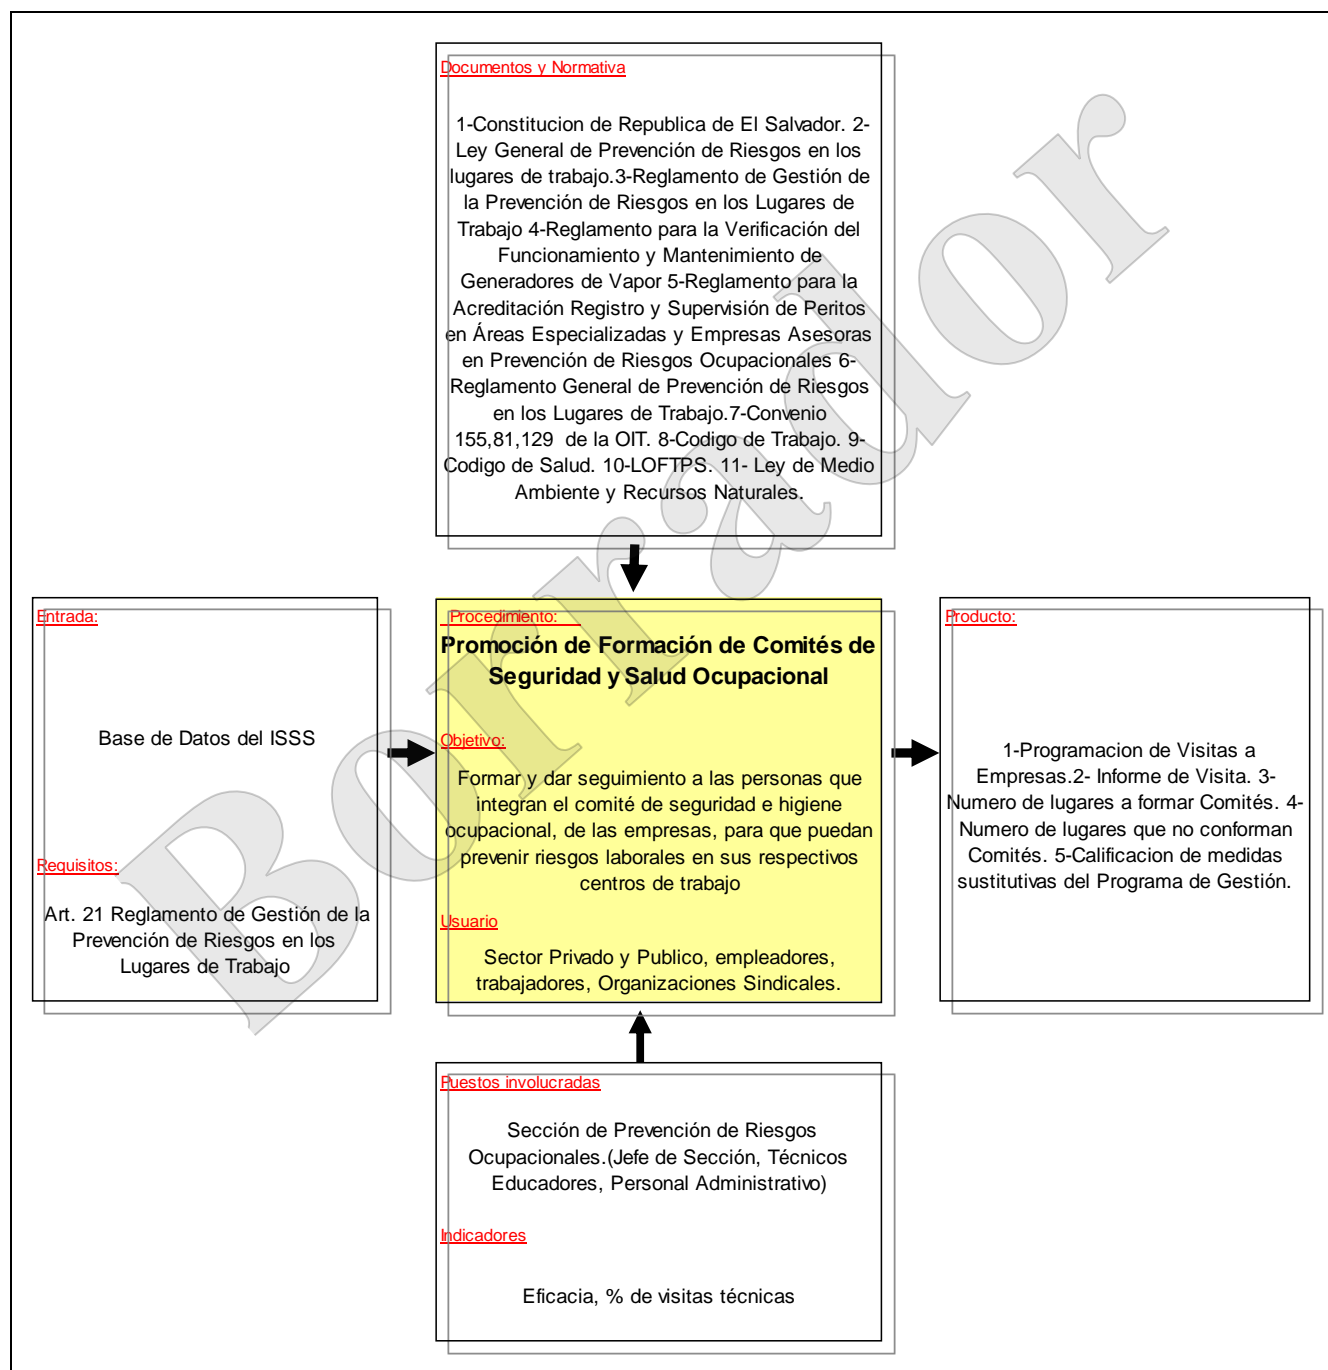 Documentos y Normativa
1-Constitucion de Republica de El Salvador. 2-
Ley General de Prevención de Riesgos en los
lugares de trabajo.3-Reglamento de Gestión de
la Prevención de Riesgos en los Lugares de
Trabajo 4-Reglamento para la Verificación del
Funcionamiento y Mantenimiento de
Generadores de Vapor 5-Reglamento para la
Acreditación Registro y Supervisión de Peritos
en Áreas Especializadas y Empresas Asesoras
en Prevención de Riesgos Ocupacionales 6-
Reglamento General de Prevención de Riesgos
en los Lugares de Trabajo.7-Convenio
155,81,129 de la OIT. 8-Codigo de Trabajo. 9-
Codigo de Salud. 10-LOFTPS. 11- Ley de Medio
Ambiente y Recursos Naturales.
Entrada:
Base de Datos del ISSS
Requisitos:
Art. 21 Reglamento de Gestión de la
Prevención de Riesgos en los
Lugares de Trabajo
Procedimiento:
Promoción de Formación de Comités de
Seguridad y Salud Ocupacional
Objetivo:
Formar y dar seguimiento a las personas que
integran el comité de seguridad e higiene
ocupacional, de las empresas, para que puedan
prevenir riesgos laborales en sus respectivos
centros de trabajo
Usuario
Sector Privado y Publico, empleadores,
trabajadores, Organizaciones Sindicales.
Producto:
1-Programacion de Visitas a
Empresas.2- Informe de Visita. 3-
Numero de lugares a formar Comités. 4-
Numero de lugares que no conforman
Comités. 5-Calificacion de medidas
sustitutivas del Programa de Gestión.
Puestos involucradas
Sección de Prevención de Riesgos
Ocupacionales.(Jefe de Sección, Técnicos
Educadores, Personal Administrativo)
Indicadores
Eficacia, % de visitas técnicas
Borrador